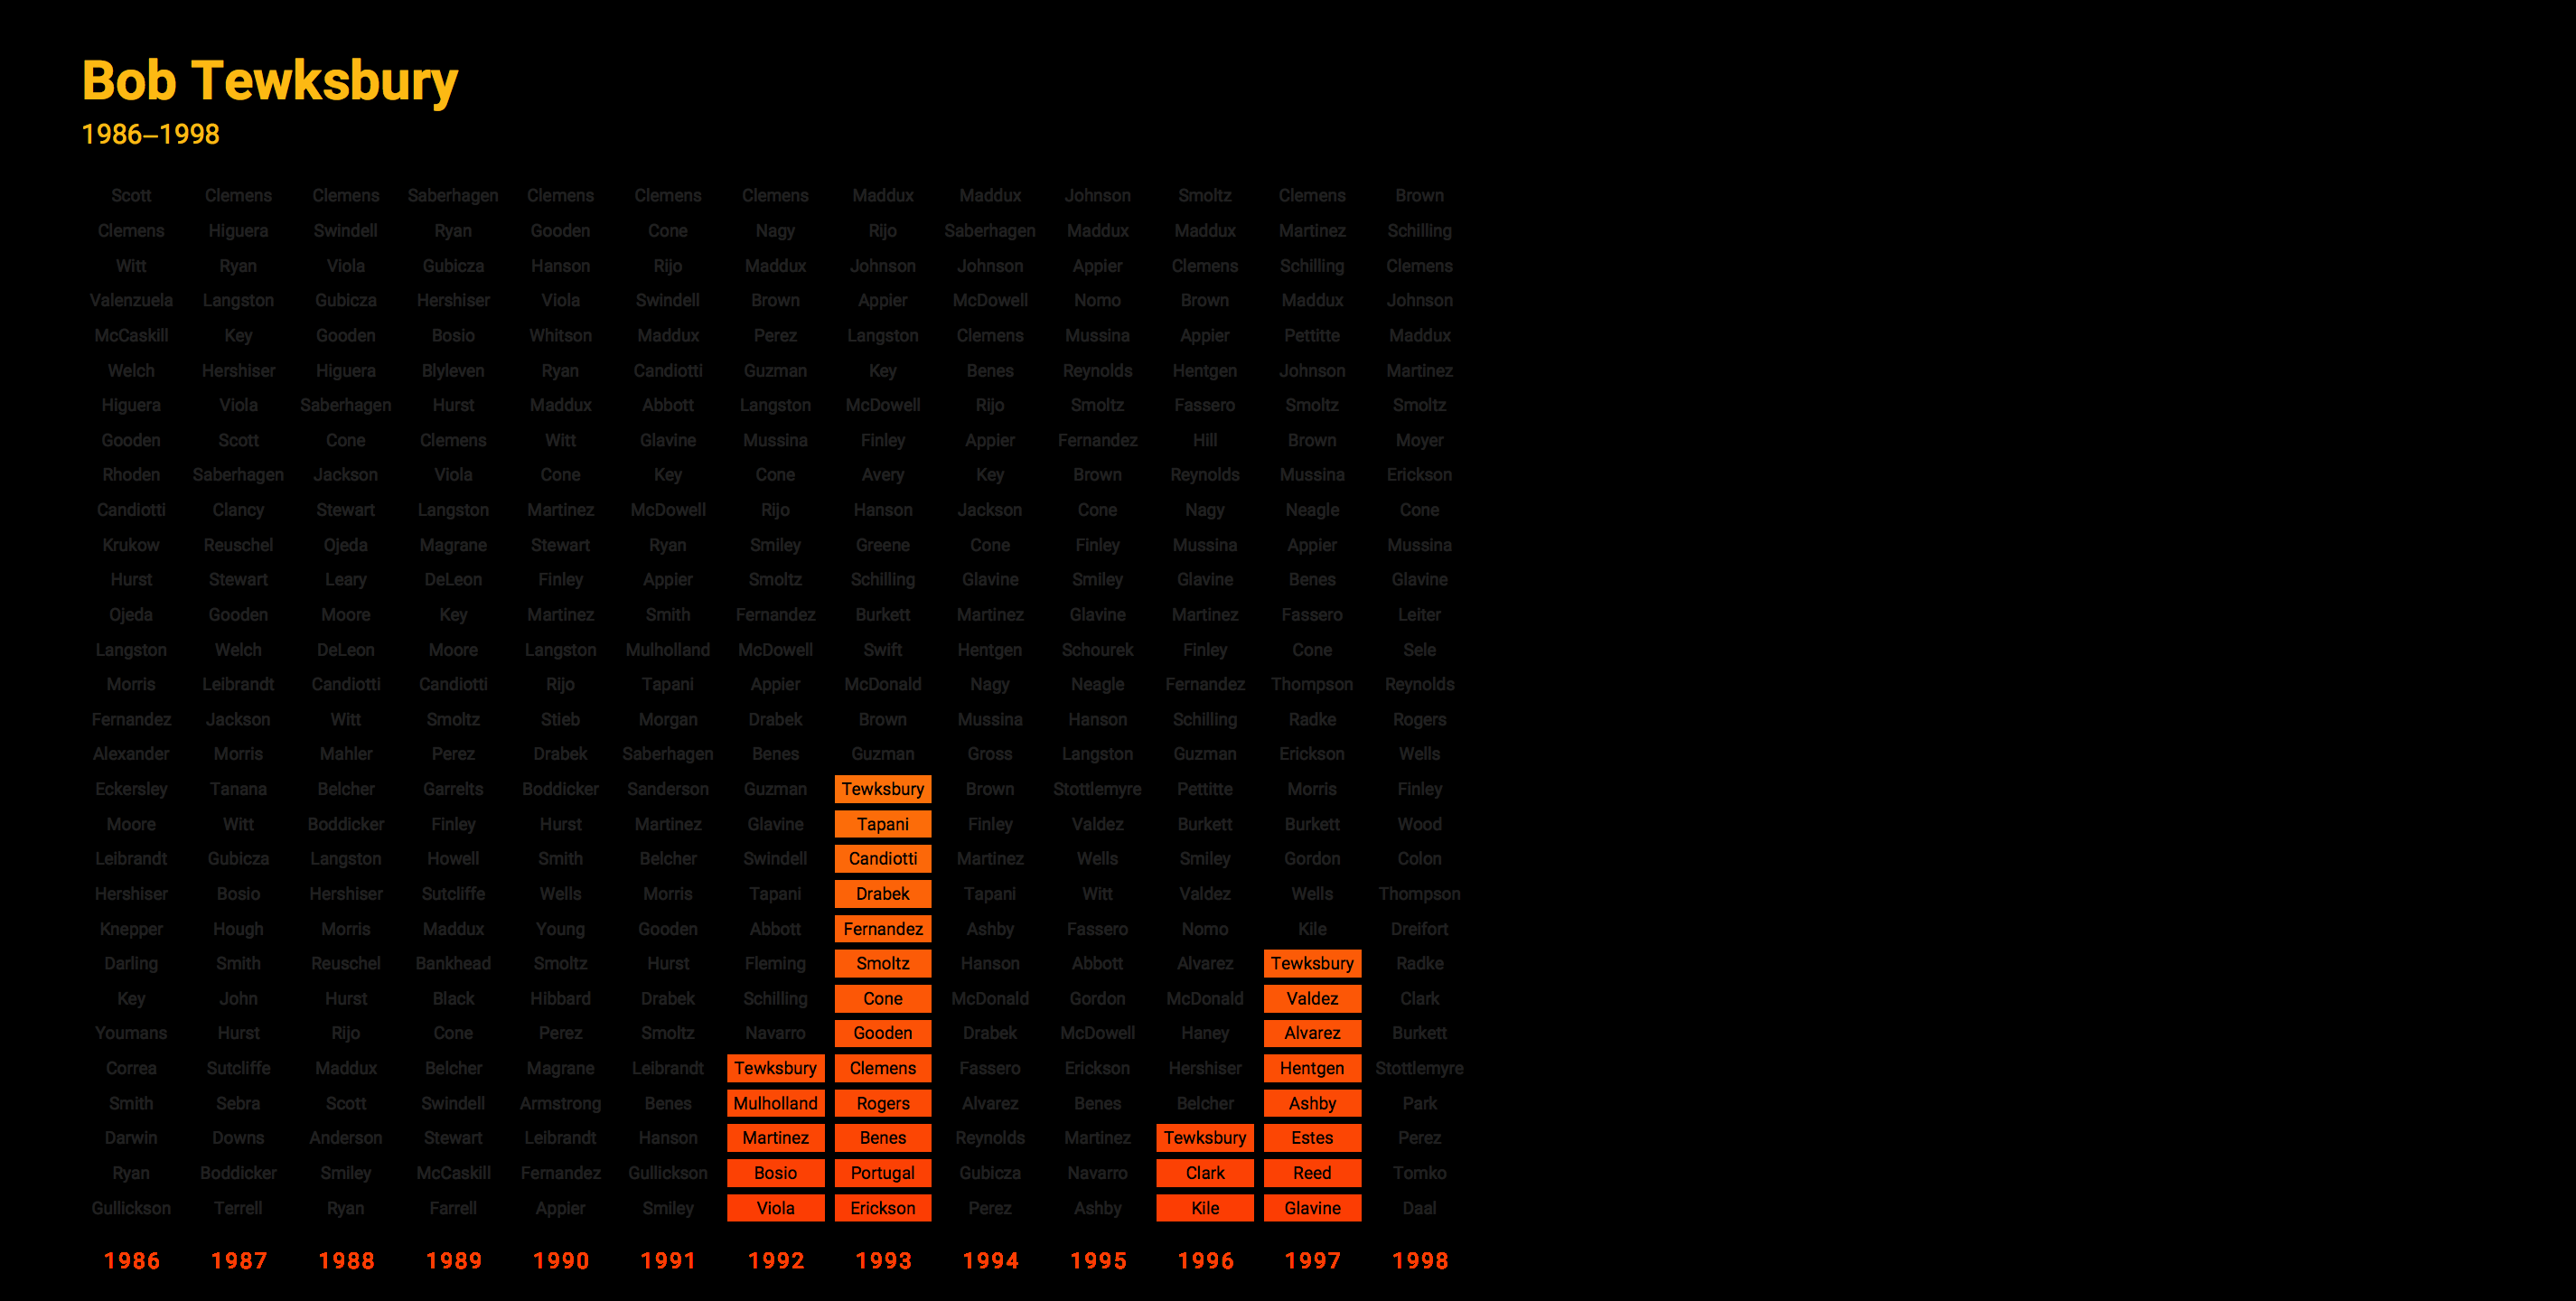 Bob Tewksbury
1986–1998
Scott Clemens Clemens Saberhagen Clemens Clemens Clemens Maddux Maddux Johnson Smoltz Clemens Brown
Clemens Higuera Swindell Ryan Gooden Cone Nagy Rijo Saberhagen Maddux Maddux Martinez Schilling
Witt Ryan Viola Gubicza Hanson Rijo Maddux Johnson Johnson Appier Clemens Schilling Clemens
Valenzuela Langston Gubicza Hershiser Viola Swindell Brown Appier McDowell Nomo Brown Maddux Johnson
McCaskill Key Gooden Bosio Whitson Maddux Perez Langston Clemens Mussina Appier Pettitte Maddux
Welch Hershiser Higuera Blyleven Ryan Candiotti Guzman Key Benes Reynolds Hentgen Johnson Martinez
Higuera Viola Saberhagen Hurst Maddux Abbott Langston McDowell Rijo Smoltz Fassero Smoltz Smoltz
Gooden Scott Cone Clemens Witt Glavine Mussina Finley Appier Fernandez Hill Brown Moyer
Rhoden Saberhagen Jackson Viola Cone Key Cone Avery Key Brown Reynolds Mussina Erickson
Candiotti Clancy Stewart Langston Martinez McDowell Rijo Hanson Jackson Cone Nagy Neagle Cone
Krukow Reuschel Ojeda Magrane Stewart Ryan Smiley Greene Cone Finley Mussina Appier Mussina
Hurst Stewart Leary DeLeon Finley Appier Smoltz Schilling Glavine Smiley Glavine Benes Glavine
Ojeda Gooden Moore Key Martinez Smith Fernandez Burkett Martinez Glavine Martinez Fassero Leiter
Langston Welch DeLeon Moore Langston Mulholland McDowell Swift Hentgen Schourek Finley Cone Sele
Morris Leibrandt Candiotti Candiotti Rijo Tapani Appier McDonald Nagy Neagle Fernandez Thompson Reynolds
Fernandez Jackson Witt Smoltz Stieb Morgan Drabek Brown Mussina Hanson Schilling Radke Rogers
Alexander Morris Mahler Perez Drabek Saberhagen Benes Guzman Gross Langston Guzman Erickson Wells
Eckersley Tanana Belcher Garrelts Boddicker Sanderson Guzman Tewksbury Brown Stottlemyre Pettitte Morris Finley
Moore Witt Boddicker Finley Hurst Martinez Glavine Tapani Finley Valdez Burkett Burkett Wood
Leibrandt Gubicza Langston Howell Smith Belcher Swindell Candiotti Martinez Wells Smiley Gordon Colon
Hershiser Bosio Hershiser Sutcliffe Wells Morris Tapani Drabek Tapani Witt Valdez Wells Thompson
Knepper Hough Morris Maddux Young Gooden Abbott Fernandez Ashby Fassero Nomo Kile Dreifort
Darling Smith Reuschel Bankhead Smoltz Hurst Fleming Smoltz Hanson Abbott Alvarez Tewksbury Radke
Key John Hurst Black Hibbard Drabek Schilling Cone McDonald Gordon McDonald Valdez Clark
Youmans Hurst Rijo Cone Perez Smoltz Navarro Gooden Drabek McDowell Haney Alvarez Burkett
Correa Sutcliffe Maddux Belcher Magrane Leibrandt Tewksbury Clemens Fassero Erickson Hershiser Hentgen Stottlemyre
Smith Sebra Scott Swindell Armstrong Benes Mulholland Rogers Alvarez Benes Belcher Ashby Park
Darwin Downs Anderson Stewart Leibrandt Hanson Martinez Benes Reynolds Martinez Tewksbury Estes Perez
Ryan Boddicker Smiley McCaskill Fernandez Gullickson Bosio Portugal Gubicza Navarro Clark Reed Tomko
Gullickson Terrell Ryan Farrell Appier Smiley Viola Erickson Perez Ashby Kile Glavine Daal
1986 1987 1988 1989 1990 1991 1992 1993 1994 1995 1996 1997 1998